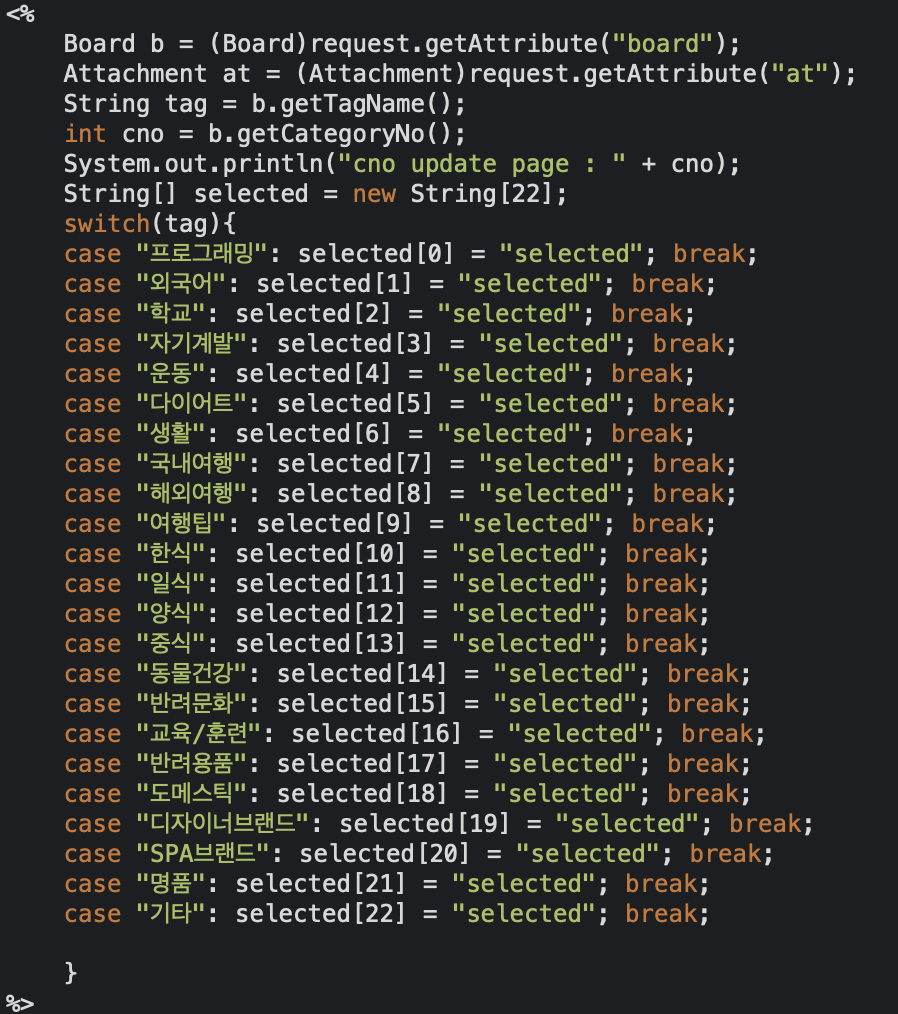 <%
Board b = (Board)request.getAttribute("board");
Attachment at = (Attachment)request.getAttribute("at");
String tag = b.getTagName();
int cno = b.getCategoryNo();
System.out.println("cno update page : " + cno);
String[] selected = new String[22];
switch(tag){
case "프로그래밍": selected[0] = "selected"; break;
case "외국어": selected[1] = "selected"; break;
case "학교": selected[2] = "selected"; break;
case "자기계발": selected[3] = "selected"; break;
case "운동": selected[4] = "selected"; break;
case "다이어트": selected[5] = "selected"; break;
case "생활": selected[6] = "selected"; break;
case "국내여행": selected[7] = "selected"; break;
case "해외여행": selected[8] = "selected"; break;
case "여행팁": selected[9] = "selected"; break;
case "한식": selected[10] = "selected"; break;
case "일식": selected[11] = "selected"; break;
case "양식": selected[12] = "selected"; break;
case "중식": selected[13] = "selected"; break;
case "동물건강": selected[14] = "selected"; break;
case "반려문화": selected[15] = "selected"; break;
case "교육/훈련": selected[16] = "selected"; break;
case "반려용품": selected[17] = "selected"; break;
case "도메스틱": selected[18] = "selected"; break;
case "디자이너브랜드": selected[19] = "selected"; break;
case "SPA브랜드": selected[20] = "selected"; break;
case "명품": selected[21] = "selected"; break;
case "기타": selected[22] = "selected"; break;
}
%>